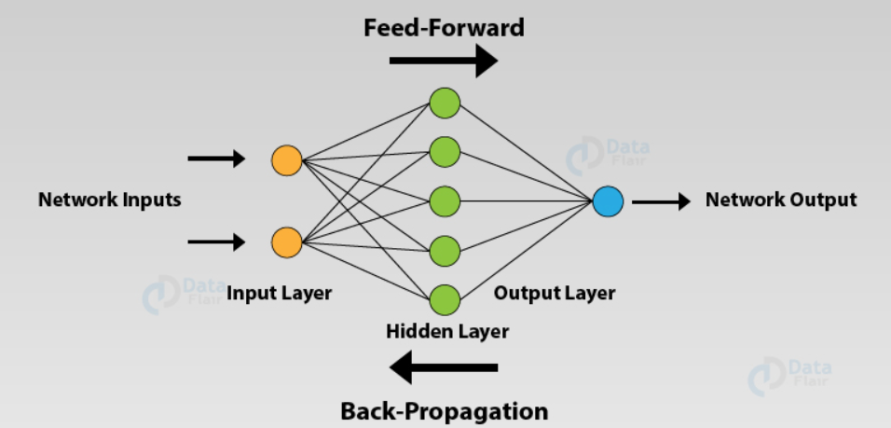 Feed-Forward
Data
Flair
Network Inputs
Network Output
Data
Flair
Input Layer
Output Layer
Hidden Layer
Data
Flair
Back-Propagation